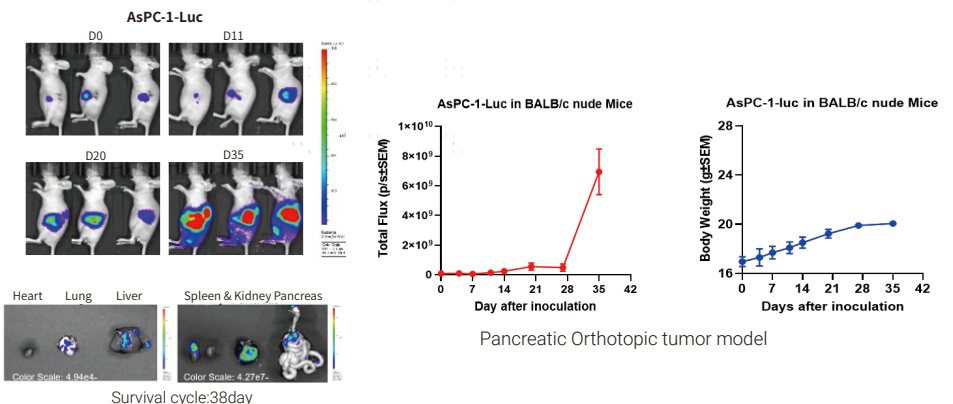 AsPC-1-Luc
D0
D11
D20
D35
Heart
Lung
Liver
Spleen & Kidney Pancreas
Color Scale: 4.94e4-
Color Scale: 4.27e7-
Survival cycle:38day
AsPC-1-Luc in BALB/c nude Mice
Total Flux (p/s±SEM)
1×10¹⁰
8×10⁹
6×10⁹
4×10⁹
2×10⁹
0
0 7 14 21 28 35 42
Day after inoculation
AsPC-1-luc in BALB/c nude Mice
Body Weight (g±SEM)
28
24
20
16
0 7 14 21 28 35 42
Days after inoculation
Pancreatic Orthotopic tumor model